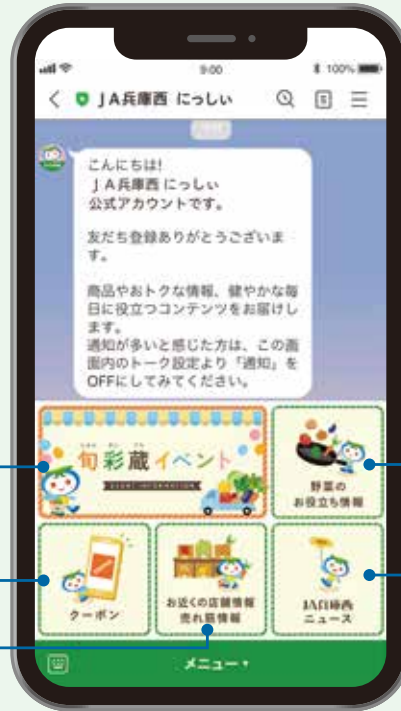 9:00
100%
JA兵庫西 にっしぃ
こんにちは!
JA兵庫西 にっしぃ
公式アカウントです。
友だち登録ありがとうございま
す。
商品やおトクな情報、健やかな毎
日に役立つコンテンツをお届けし
ます。
通知が多いと感じた方は、この画
面内のトーク設定より「通知」を
OFFにしてみてください。
旬彩蔵イベント
野菜の
お役立ち情報
クーポン
お近くの店舗情報
売れ筋情報
JA兵庫西
ニュース
メニュー▼